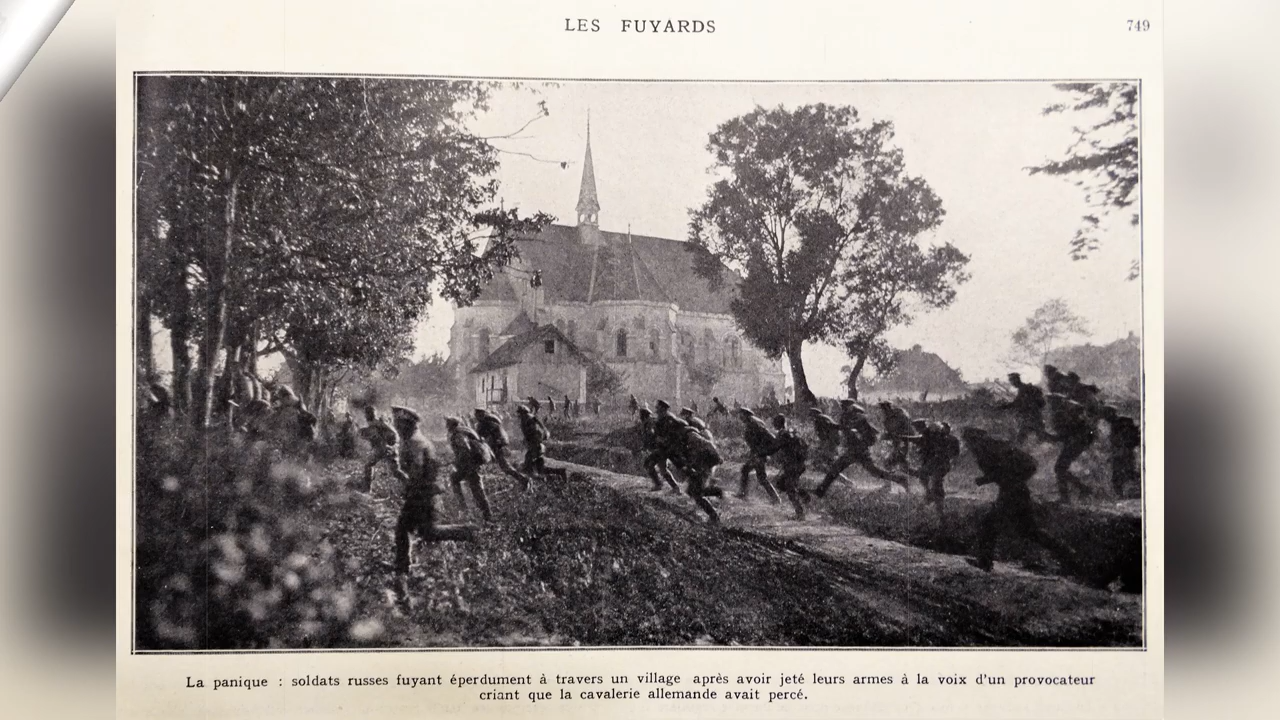 LES FUYARDS
749
La panique : soldats russes fuyant éperdument à travers un village après avoir jeté leurs armes à la voix d'un provocateur
criant que la cavalerie allemande avait percé.